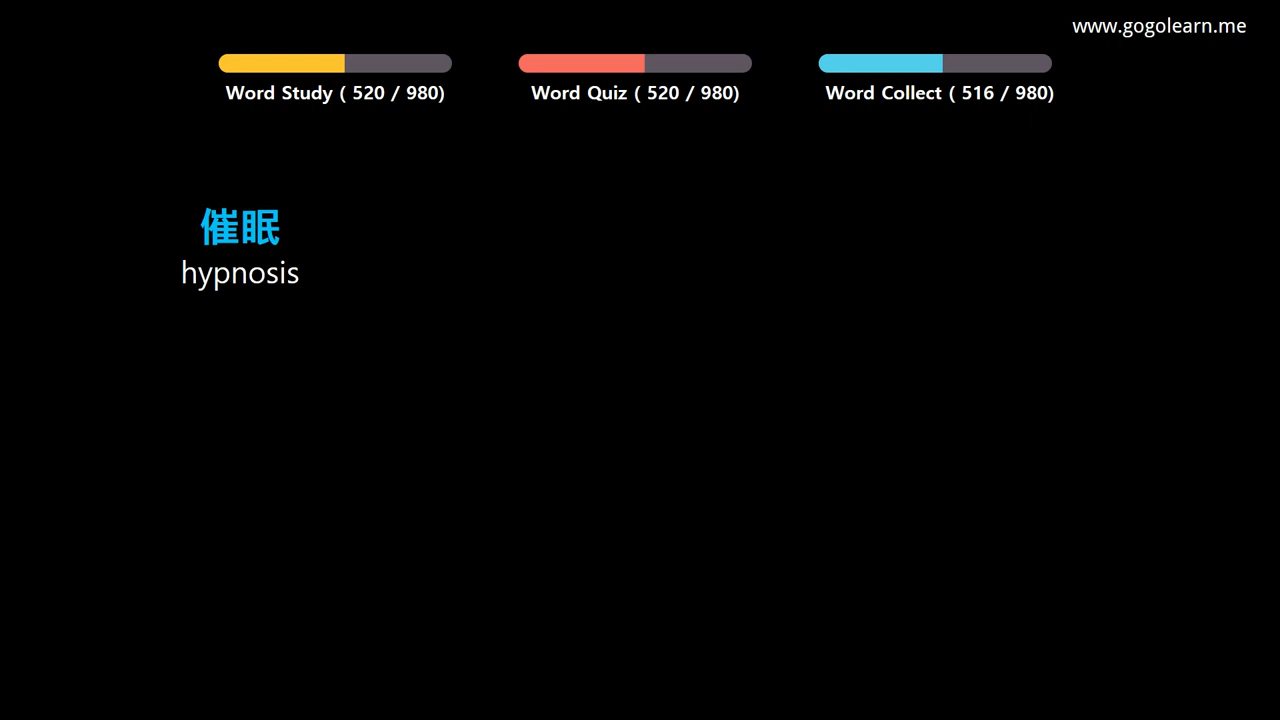 www.gogolearn.me
Word Study ( 520 / 980)
Word Quiz ( 520 / 980)
Word Collect ( 516 / 980)
催眠
hypnosis